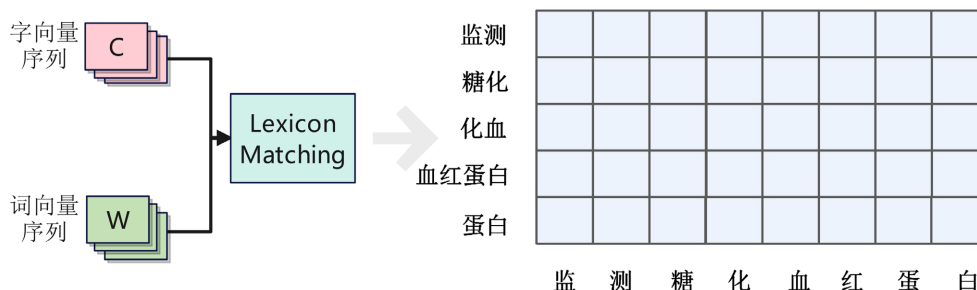 字向量
序列
C
词向量
序列
W
Lexicon
Matching
监测
糖化
化血
血红蛋白
蛋白
监 测 糖 化 血 红 蛋 白